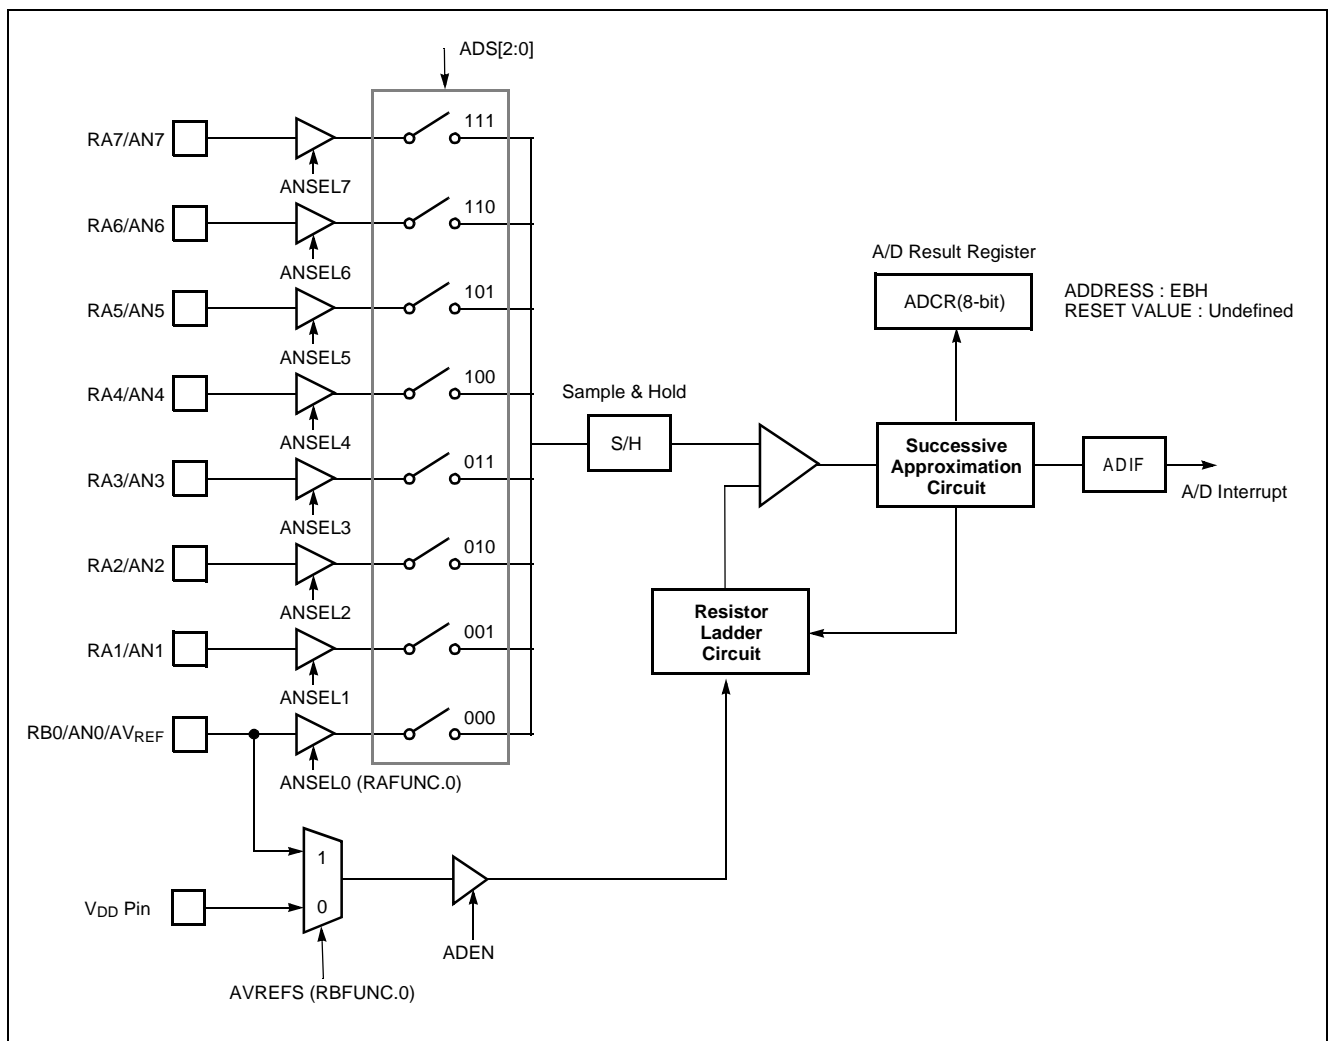 ADS[2:0]
RA7/AN7
111
ANSEL7
RA6/AN6
110
ANSEL6
RA5/AN5
101
ANSEL5
RA4/AN4
100
ANSEL4
RA3/AN3
011
ANSEL3
RA2/AN2
010
ANSEL2
RA1/AN1
001
ANSEL1
RB0/AN0/AVREF
000
ANSEL0 (RAFUNC.0)
Sample & Hold
S/H
A/D Result Register
ADCR(8-bit)
ADDRESS : EBH
RESET VALUE : Undefined
Successive
Approximation
Circuit
ADIF
A/D Interrupt
Resistor
Ladder
Circuit
1
0
VDD Pin
ADEN
AVREFS (RBFUNC.0)